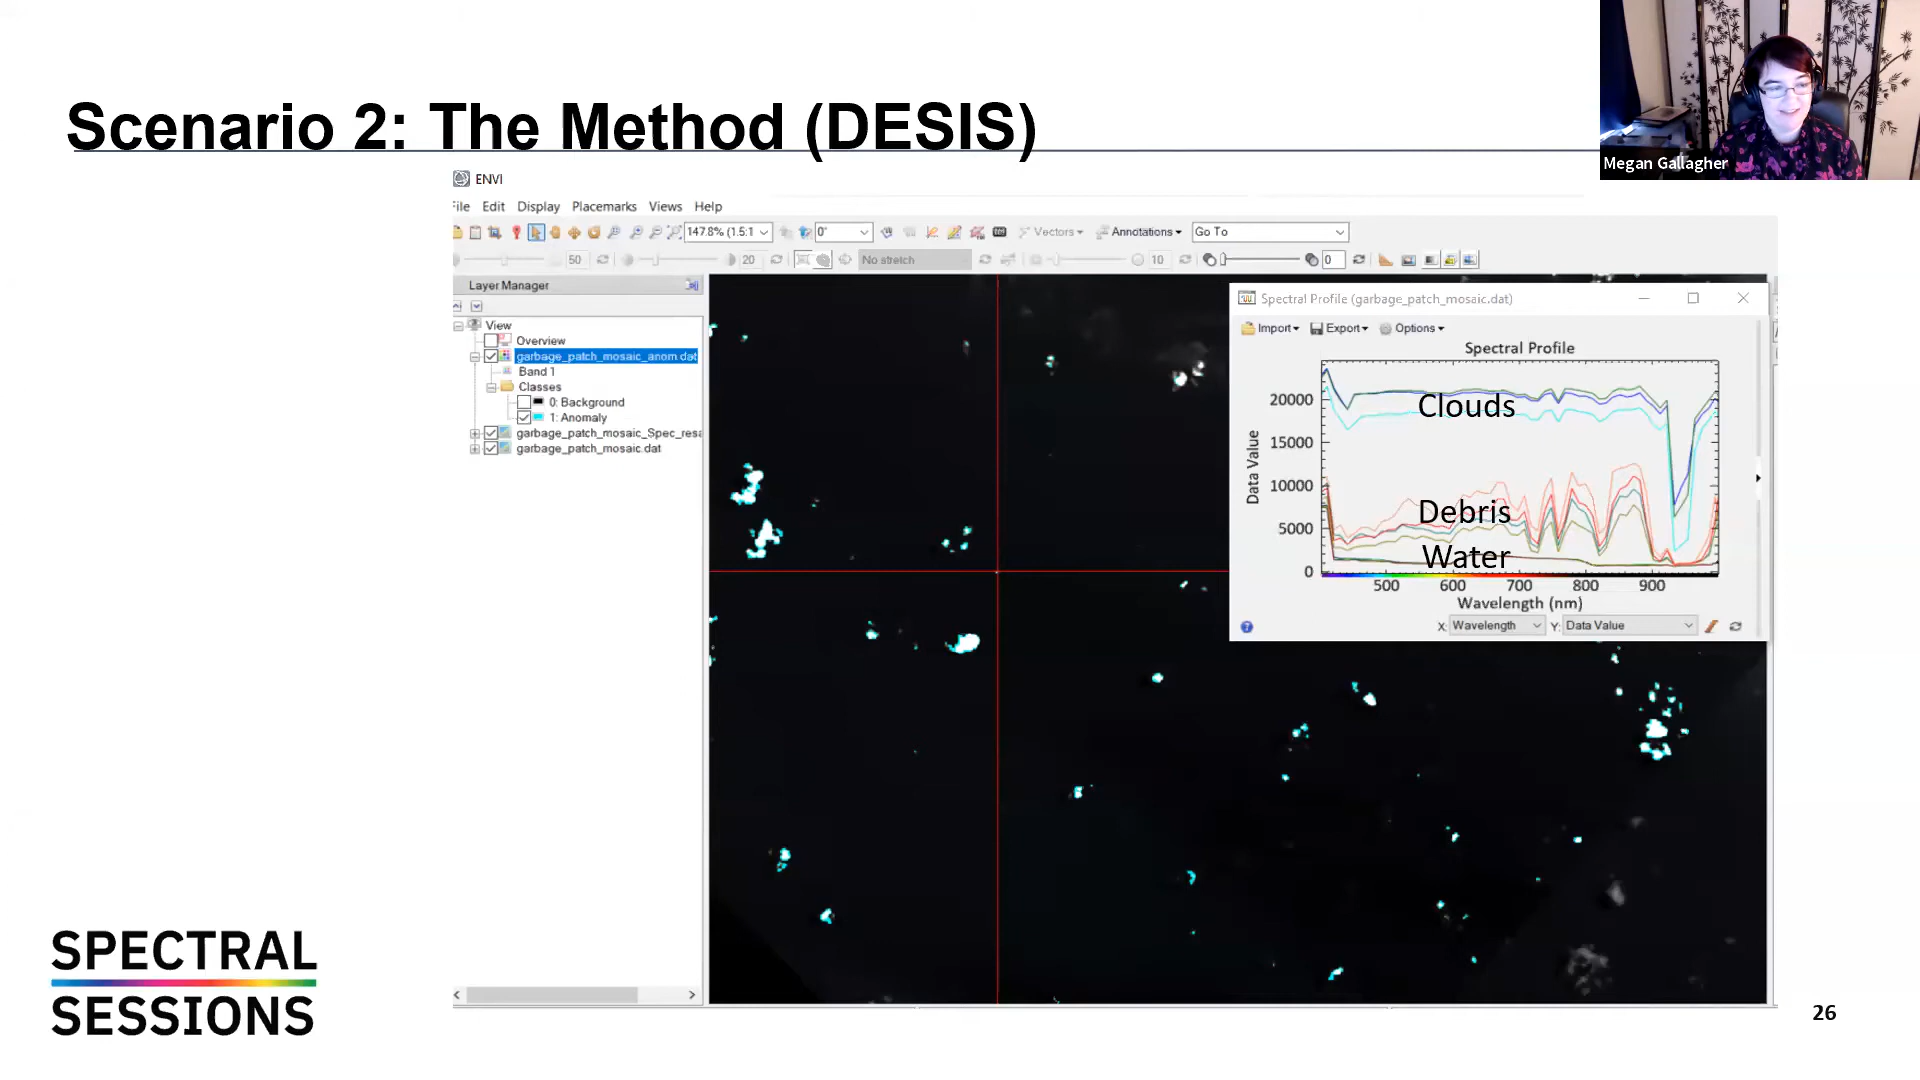 Scenario 2: The Method (DESIS)
Megan Gallagher
ENVI
File Edit Display Placemarks Views Help
147.8% (1.5:1 0° Vectors Annotations Go To
50 20 No stretch 10 0
Layer Manager
View
Overview
garbage_patch_mosaic_anom.dat
Band 1
Classes
0: Background
1: Anomaly
garbage_patch_mosaic_Spec_resa
garbage_patch_mosaic.dat
Spectral Profile (garbage_patch_mosaic.dat)
Import Export Options
Spectral Profile
Data Value
20000
15000
10000
5000
0
Clouds
Debris
Water
500 600 700 800 900
Wavelength (nm)
X: Wavelength Y: Data Value
SPECTRAL
SESSIONS
26